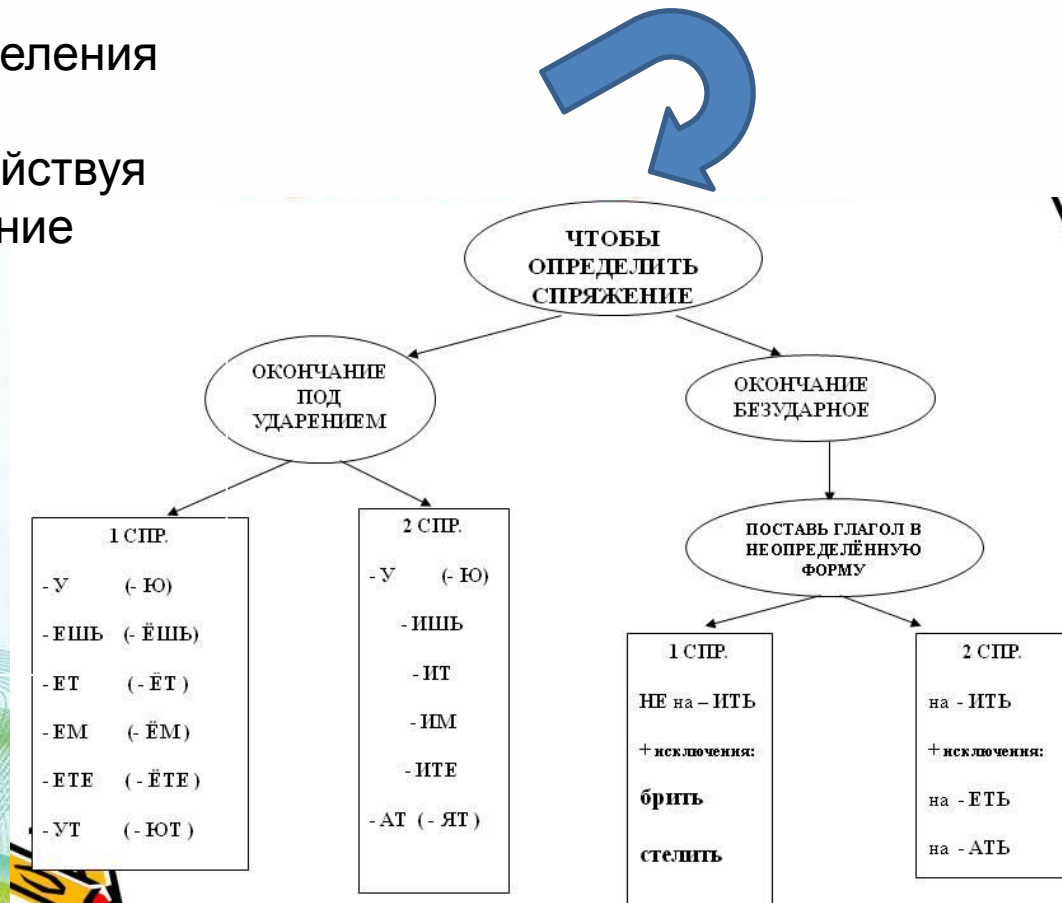 еления
йствуя
ние
ЧТОБЫ
ОПРЕДЕЛИТЬ
СПРЯЖЕНИЕ
ОКОНЧАНИЕ
ПОД
УДАРЕНИЕМ
ОКОНЧАНИЕ
БЕЗУДАРНОЕ
1 СПР.
- У (- Ю)
- ЕШЬ (- ЁШЬ)
- ЕТ ( - ЁТ )
- ЕМ (- ЁМ )
- ЕТЕ ( - ЁТЕ )
- УТ (- ЮТ )
2 СПР.
- У (- Ю)
- ИШЬ
- ИТ
- ИМ
- ИТЕ
- АТ ( - ЯТ )
ПОСТАВЬ ГЛАГОЛ В
НЕОПРЕДЕЛЁННУЮ
ФОРМУ
1 СПР.
НЕ на – ИТЬ
+ исключения:
брить
стелить
2 СПР.
на - ИТЬ
+ исключения:
на - ЕТЬ
на - АТЬ